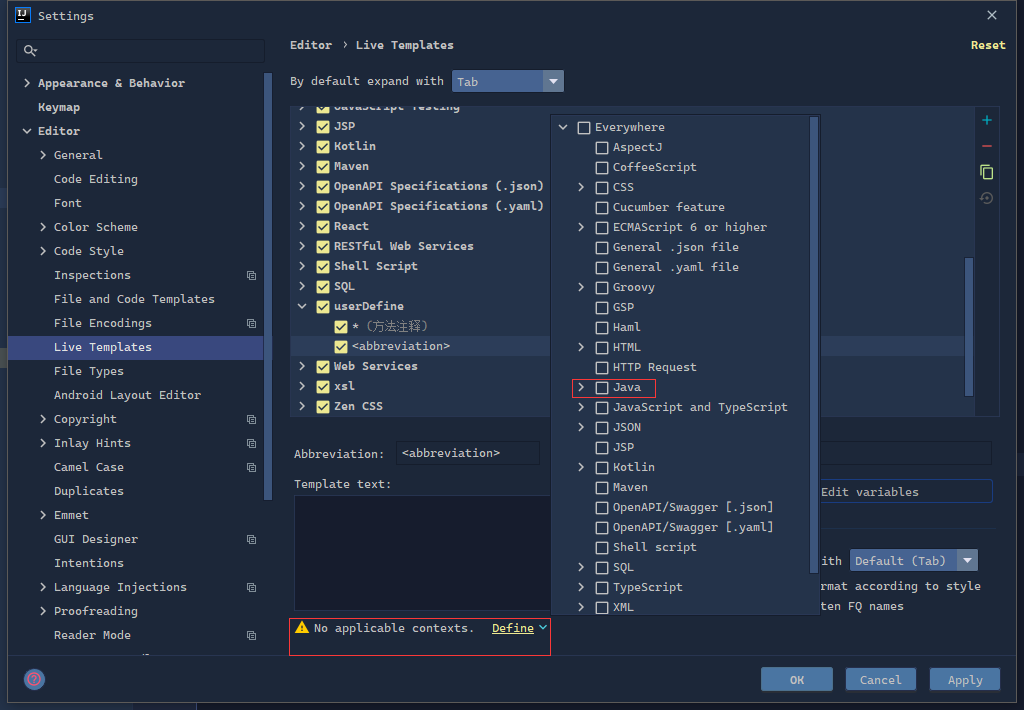 Settings
Editor › Live Templates
Reset
By default expand with Tab
Appearance & Behavior
Keymap
Editor
General
Code Editing
Font
Color Scheme
Code Style
Inspections
File and Code Templates
File Encodings
Live Templates
File Types
Android Layout Editor
Copyright
Inlay Hints
Camel Case
Duplicates
Emmet
GUI Designer
Intentions
Language Injections
Proofreading
Reader Mode
JavaScript Testing
JSP
Kotlin
Maven
OpenAPI Specifications (.json)
OpenAPI Specifications (.yaml)
React
RESTful Web Services
Shell Script
SQL
userDefine
* (方法注释)
<abbreviation>
Web Services
xsl
Zen CSS
Everywhere
AspectJ
CoffeeScript
CSS
Cucumber feature
ECMAScript 6 or higher
General .json file
General .yaml file
Groovy
GSP
Haml
HTML
HTTP Request
Java
JavaScript and TypeScript
JSON
JSP
Kotlin
Maven
OpenAPI/Swagger [.json]
OpenAPI/Swagger [.yaml]
Shell script
SQL
TypeScript
XML
Abbreviation: <abbreviation>
Template text:
Edit variables
ith Default (Tab)
rmat according to style
ten FQ names
No applicable contexts. Define
OK
Cancel
Apply